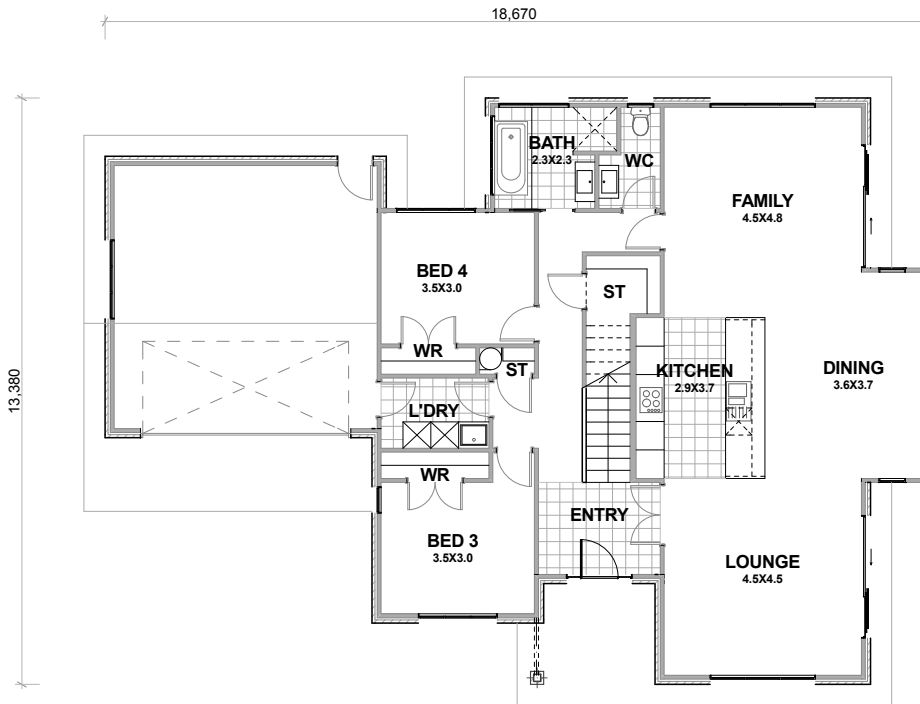 18,670
13,380
BATH
2.3X2.3
WC
FAMILY
4.5X4.8
BED 4
3.5X3.0
ST
WR
ST
KITCHEN
2.9X3.7
DINING
3.6X3.7
L'DRY
WR
ENTRY
BED 3
3.5X3.0
LOUNGE
4.5X4.5